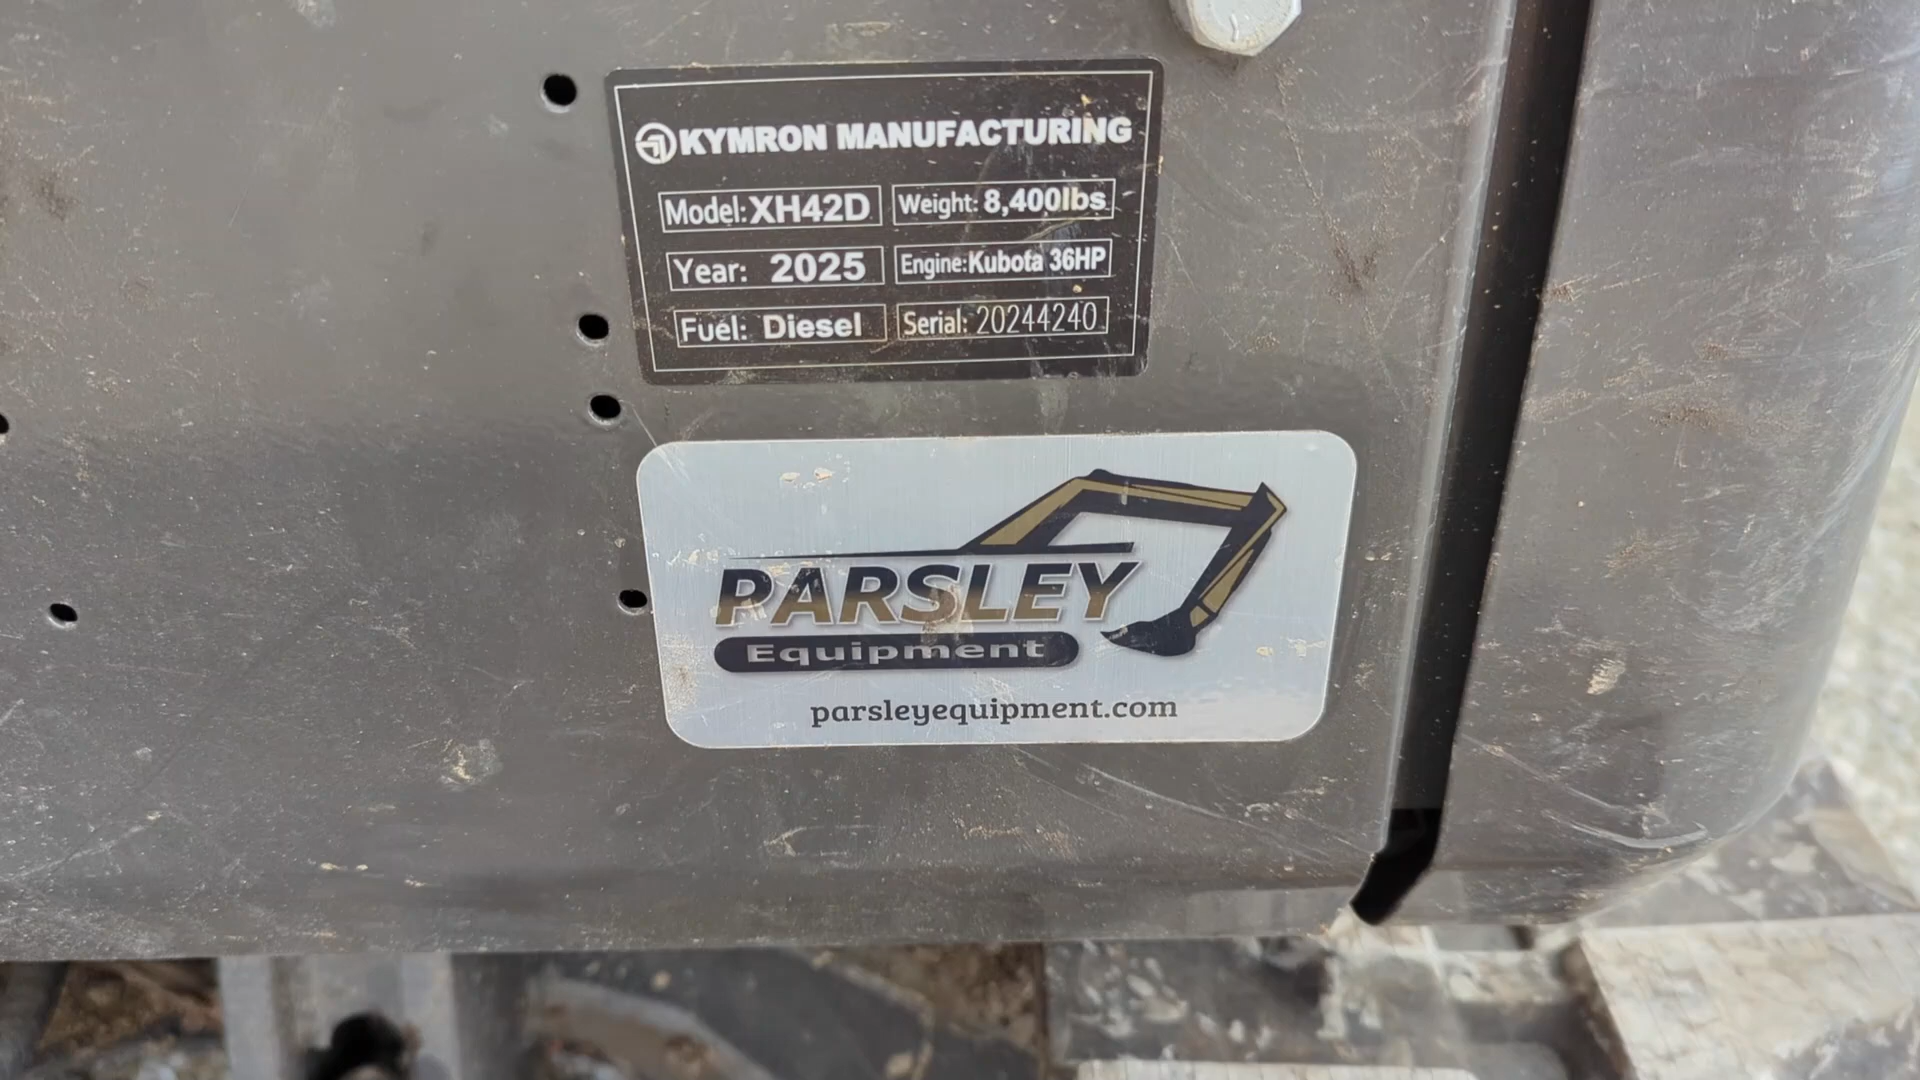 KYMRON MANUFACTURING
Model: XH42D
Weight: 8,400lbs
Year: 2025
Engine: Kubota 36HP
Fuel: Diesel
Serial: 20244240
PARSLEY
Equipment
parsleyequipment.com